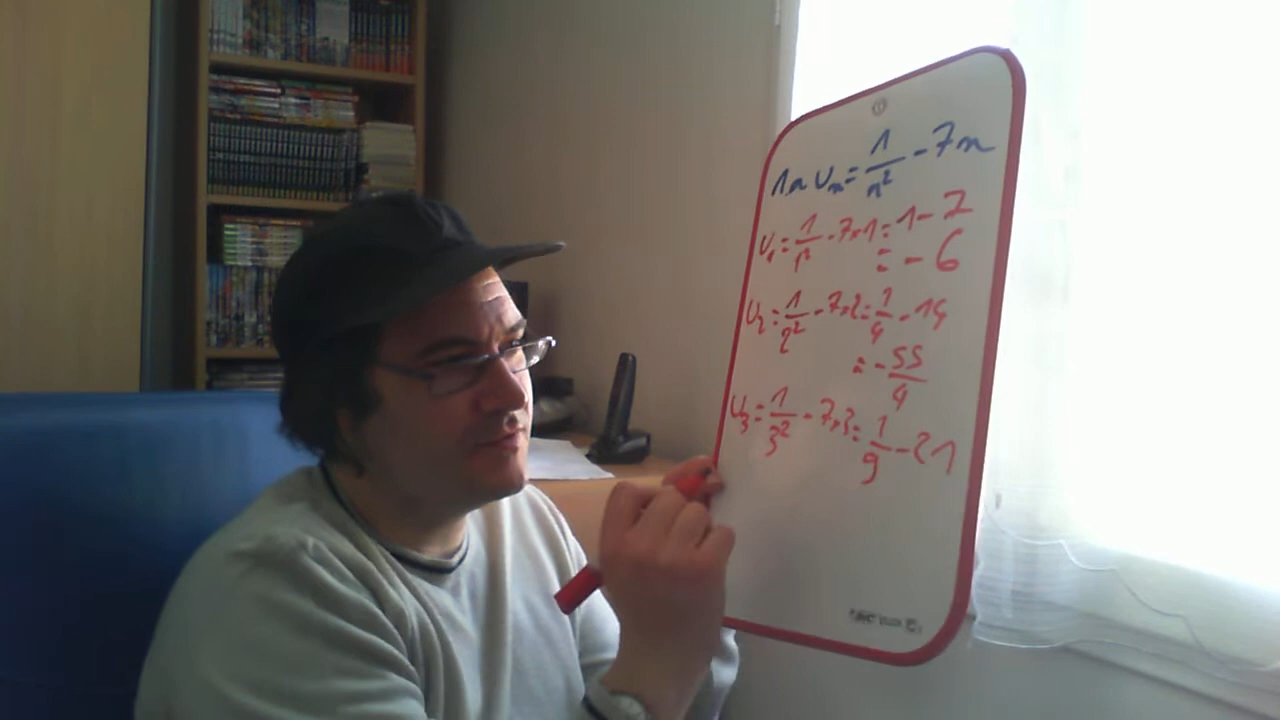 1a Un = 1/n² - 7n
U₁ = 1/1² - 7×1 = 1 - 7
= - 6
U₂ = 1/2² - 7×2 = 1/4 - 14
= - 55/4
U₃ = 1/3² - 7×3 = 1/9 - 21